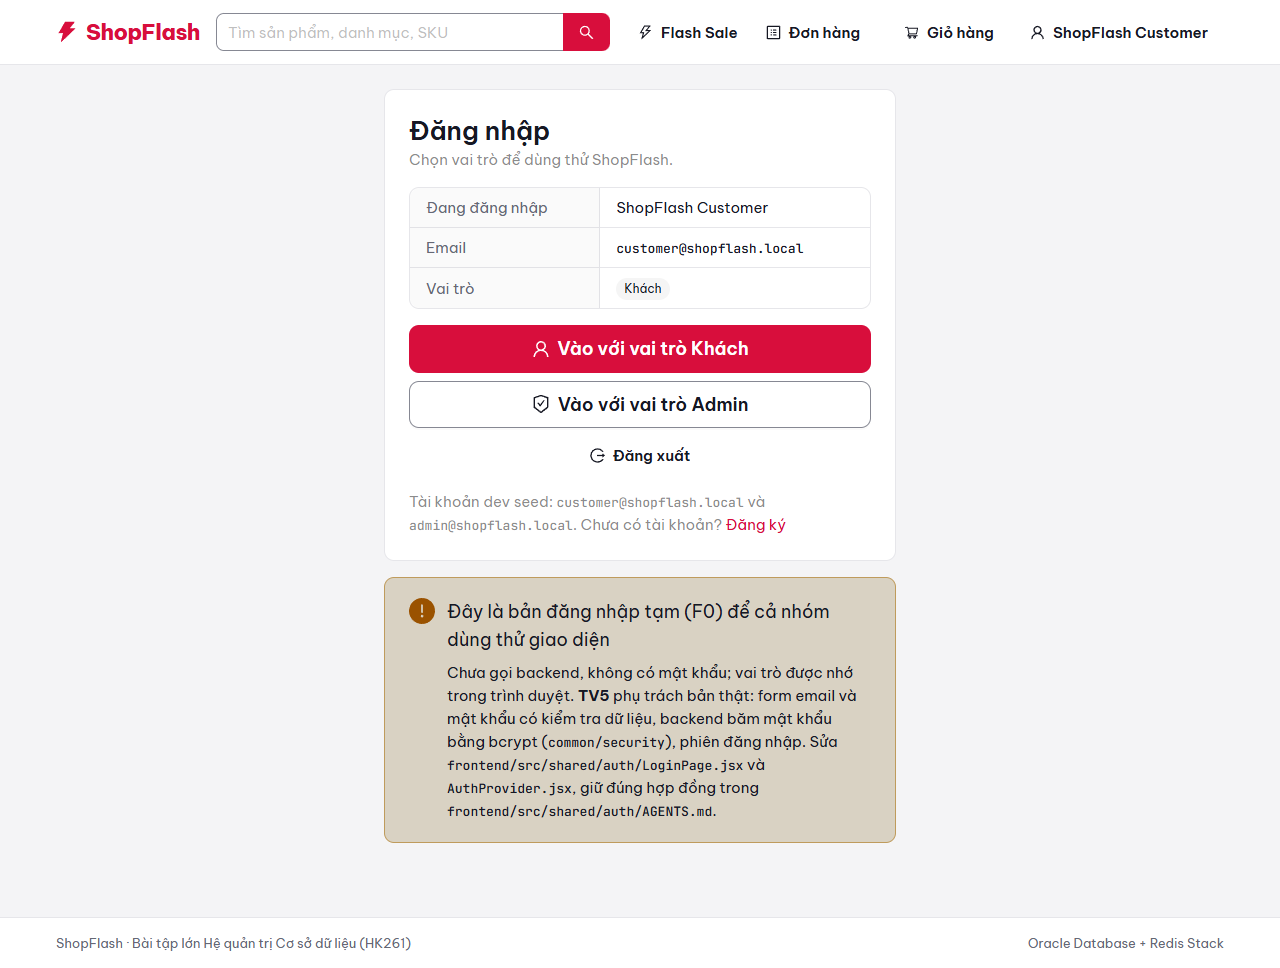 ShopFlash
Tìm sản phẩm, danh mục, SKU
Flash Sale
Đơn hàng
Giỏ hàng
ShopFlash Customer
Đăng nhập
Chọn vai trò để dùng thử ShopFlash.
Đang đăng nhập
ShopFlash Customer
Email
customer@shopflash.local
Vai trò
Khách
Vào với vai trò Khách
Vào với vai trò Admin
Đăng xuất
Tài khoản dev seed: customer@shopflash.local và
admin@shopflash.local. Chưa có tài khoản? Đăng ký
Đây là bản đăng nhập tạm (F0) để cả nhóm
dùng thử giao diện
Chưa gọi backend, không có mật khẩu; vai trò được nhớ
trong trình duyệt. TV5 phụ trách bản thật: form email và
mật khẩu có kiểm tra dữ liệu, backend băm mật khẩu
bằng bcrypt (common/security), phiên đăng nhập. Sửa
frontend/src/shared/auth/LoginPage.jsx và
AuthProvider.jsx, giữ đúng hợp đồng trong
frontend/src/shared/auth/AGENTS.md.
ShopFlash · Bài tập lớn Hệ quản trị Cơ sở dữ liệu (HK261)
Oracle Database + Redis Stack